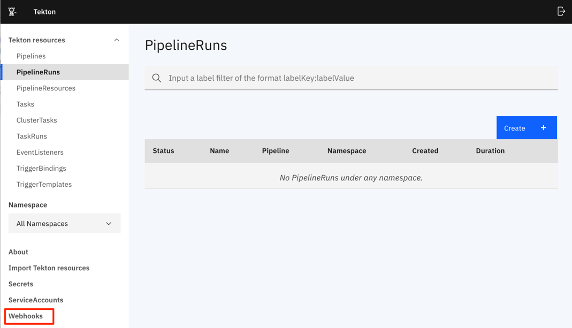 Tekton
Tekton resources
Pipelines
PipelineRuns
PipelineResources
Tasks
ClusterTasks
TaskRuns
EventListeners
TriggerBindings
TriggerTemplates
Namespace
All Namespaces
About
Import Tekton resources
Secrets
ServiceAccounts
Webhooks
PipelineRuns
Input a label filter of the format labelKey:labelValue
Create +
Status Name Pipeline Namespace Created Duration
No PipelineRuns under any namespace.